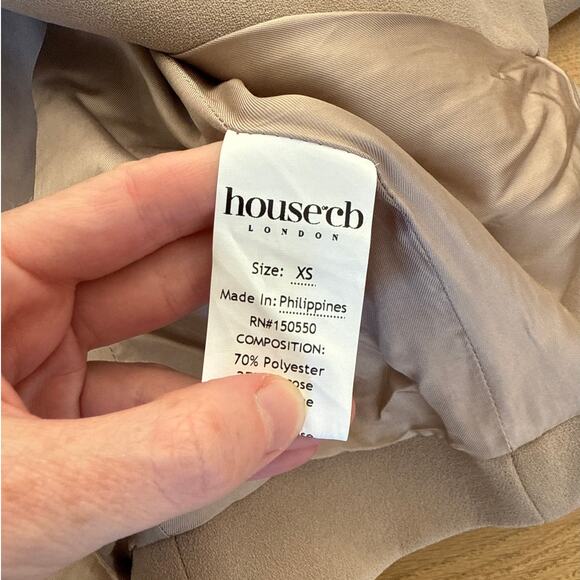 house of cb
LONDON
Size: XS
Made In: Philippines
RN#150550
COMPOSITION:
70% Polyester